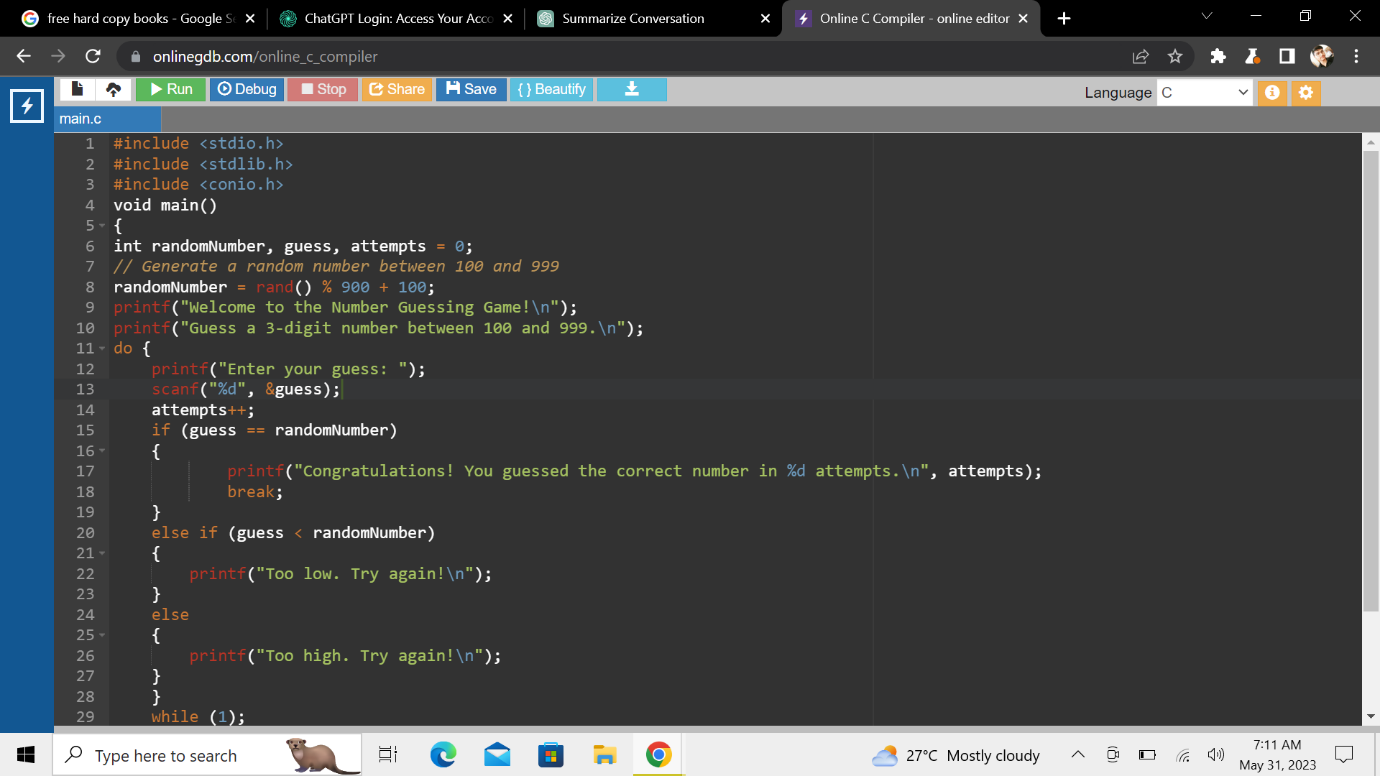 free hard copy books - Google S
ChatGPT Login: Access Your Acco
Summarize Conversation
Online C Compiler - online editor
onlinegdb.com/online_c_compiler
Run Debug Stop Share Save { } Beautify
Language C
main.c
1 #include <stdio.h>
2 #include <stdlib.h>
3 #include <conio.h>
4 void main()
5 {
6 int randomNumber, guess, attempts = 0;
7 // Generate a random number between 100 and 999
8 randomNumber = rand() % 900 + 100;
9 printf("Welcome to the Number Guessing Game!\n");
10 printf("Guess a 3-digit number between 100 and 999.\n");
11 do {
12 printf("Enter your guess: ");
13 scanf("%d", &guess);
14 attempts++;
15 if (guess == randomNumber)
16 {
17 printf("Congratulations! You guessed the correct number in %d attempts.\n", attempts);
18 break;
19 }
20 else if (guess < randomNumber)
21 {
22 printf("Too low. Try again!\n");
23 }
24 else
25 {
26 printf("Too high. Try again!\n");
27 }
28 }
29 while (1);
Type here to search
27°C Mostly cloudy
7:11 AM
May 31, 2023